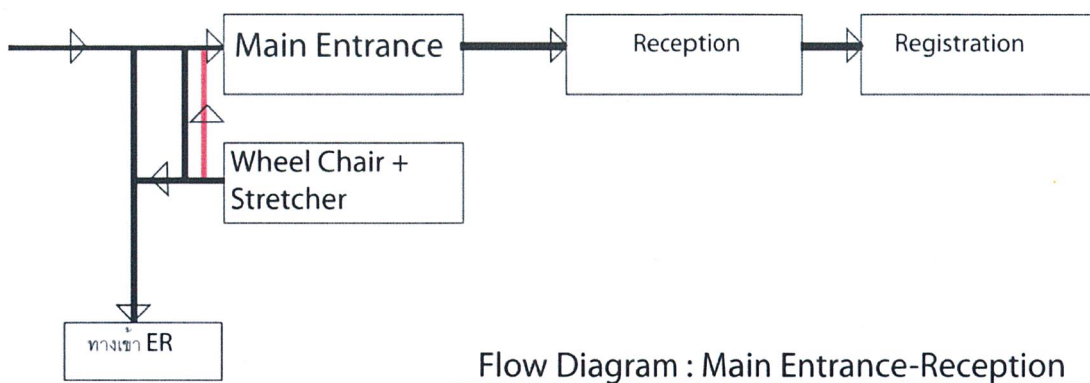 Main Entrance
Reception
Registration
Wheel Chair +
Stretcher
ทางเข้า ER
Flow Diagram : Main Entrance-Reception